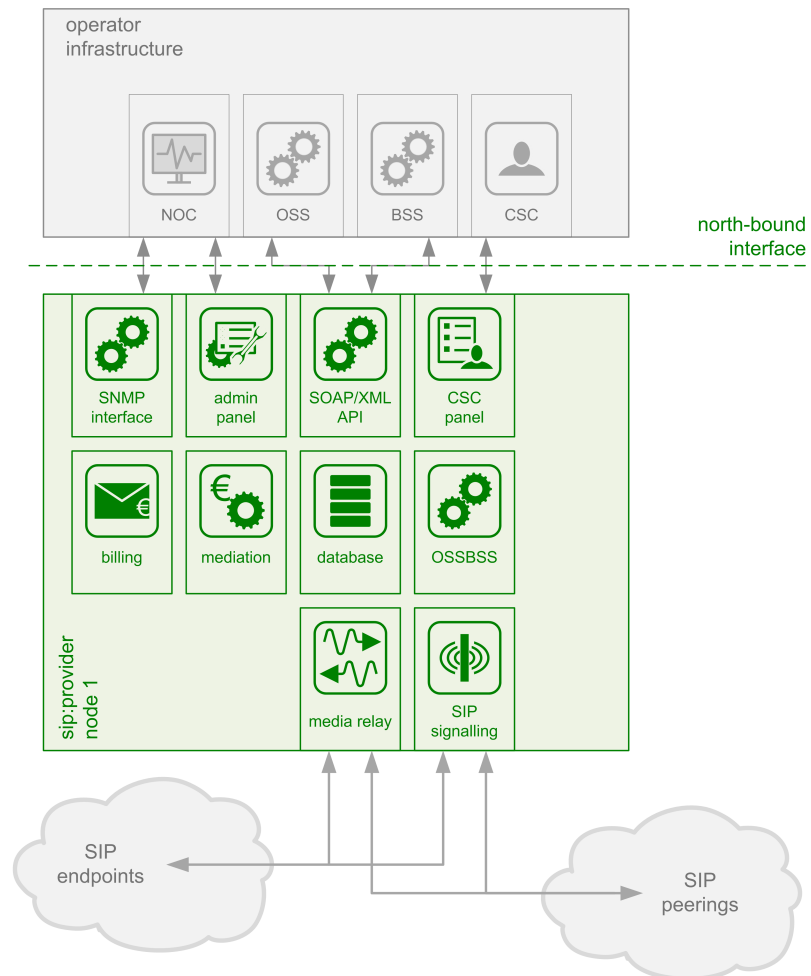 operator
infrastructure
NOC
OSS
BSS
CSC
north-bound
interface
SNMP
interface
admin
panel
SOAP/XML
API
CSC
panel
€
€
billing
mediation
database
OSSBSS
sip:provider
node 1
media relay
SIP
signalling
SIP
endpoints
SIP
peerings